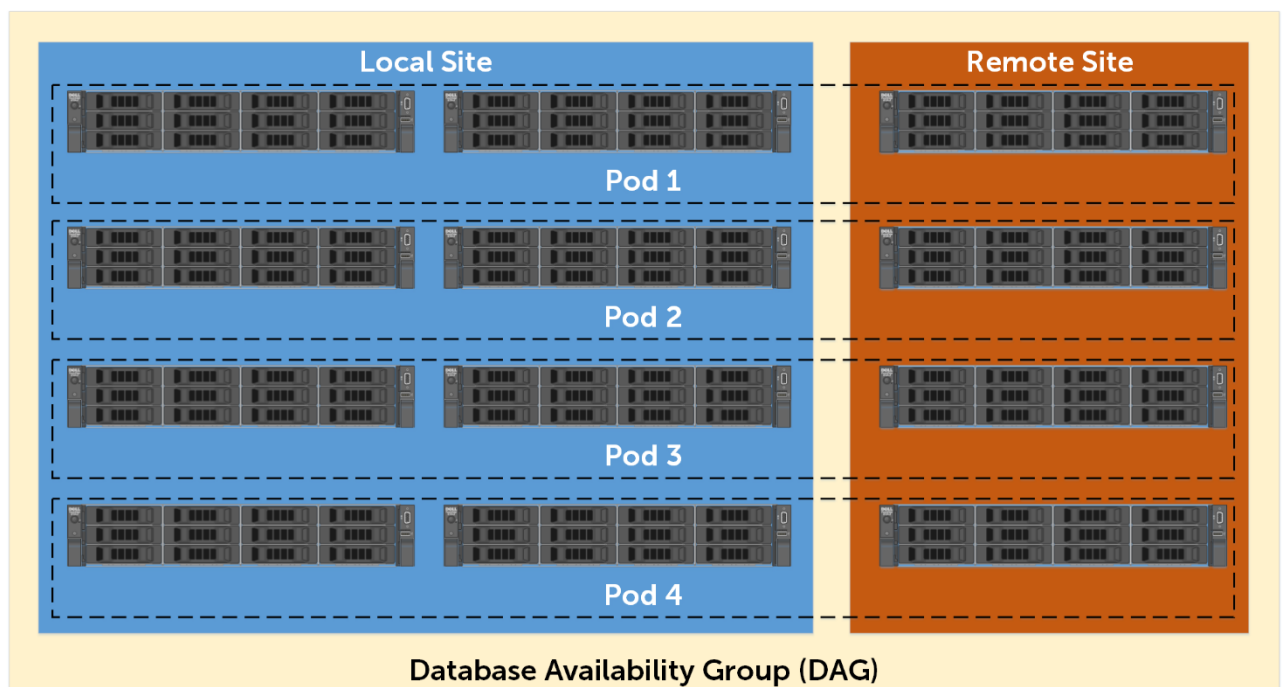 Local Site
Remote Site
Pod 1
Pod 2
Pod 3
Pod 4
Database Availability Group (DAG)